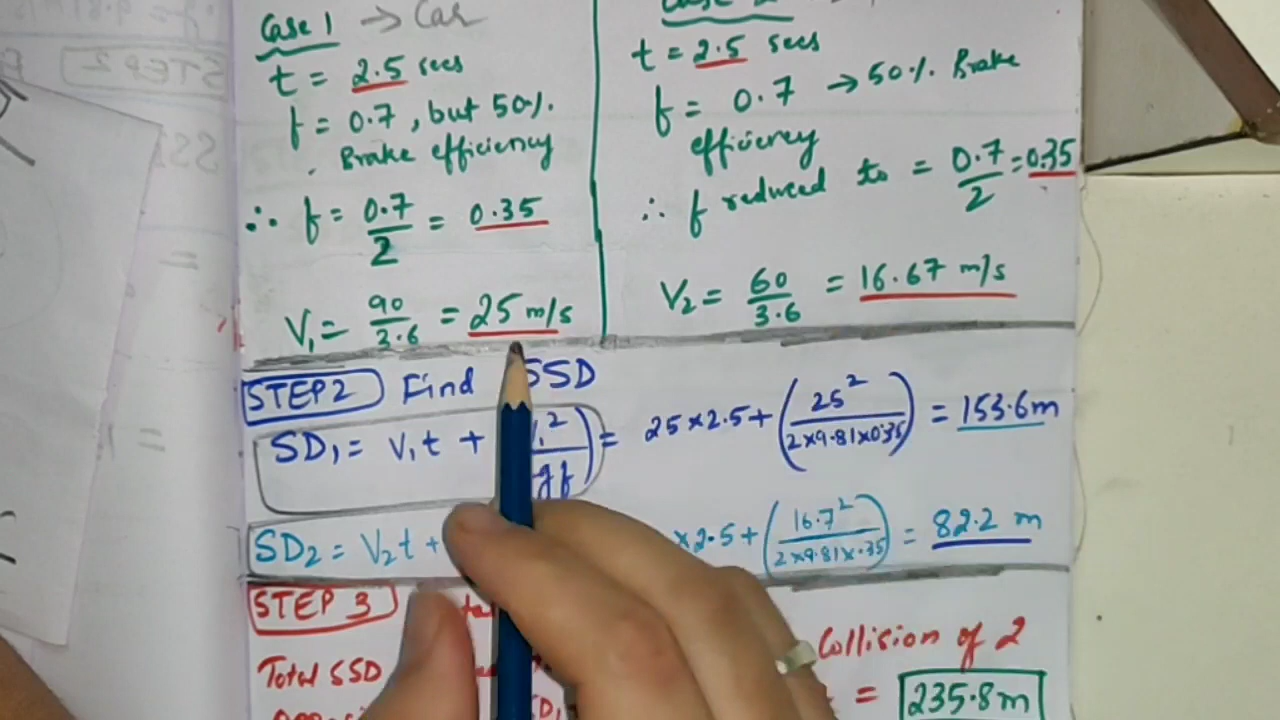 Case 1 → Car
t = 2.5 secs
f = 0.7, but 50%.
Brake efficiency
∴ f = 0.7/2 = 0.35
V₁ = 90/3.6 = 25 m/s
t = 2.5 secs
f = 0.7 → 50%. Brake
efficiency
∴ f reduced to = 0.7/2 = 0.35
V₂ = 60/3.6 = 16.67 m/s
STEP 2 Find SSD
SD₁ = V₁t + = 25×2.5 + (25²/2×9.81×0.35) = 153.6m
SD₂ = V₂t + ×2.5 + (16.7²/2×9.81×.35) = 82.2 m
STEP 3 Collision of 2
Total SSD = 235.8m